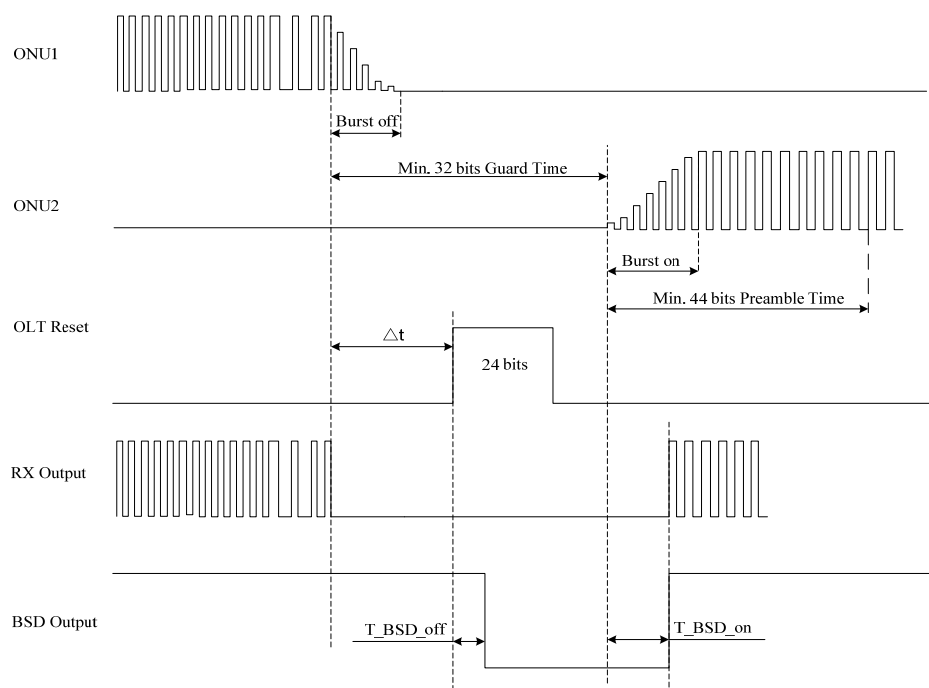 ONU1
Burst off
Min. 32 bits Guard Time
ONU2
Burst on
Min. 44 bits Preamble Time
OLT Reset
△t
24 bits
RX Output
BSD Output
T_BSD_off
T_BSD_on